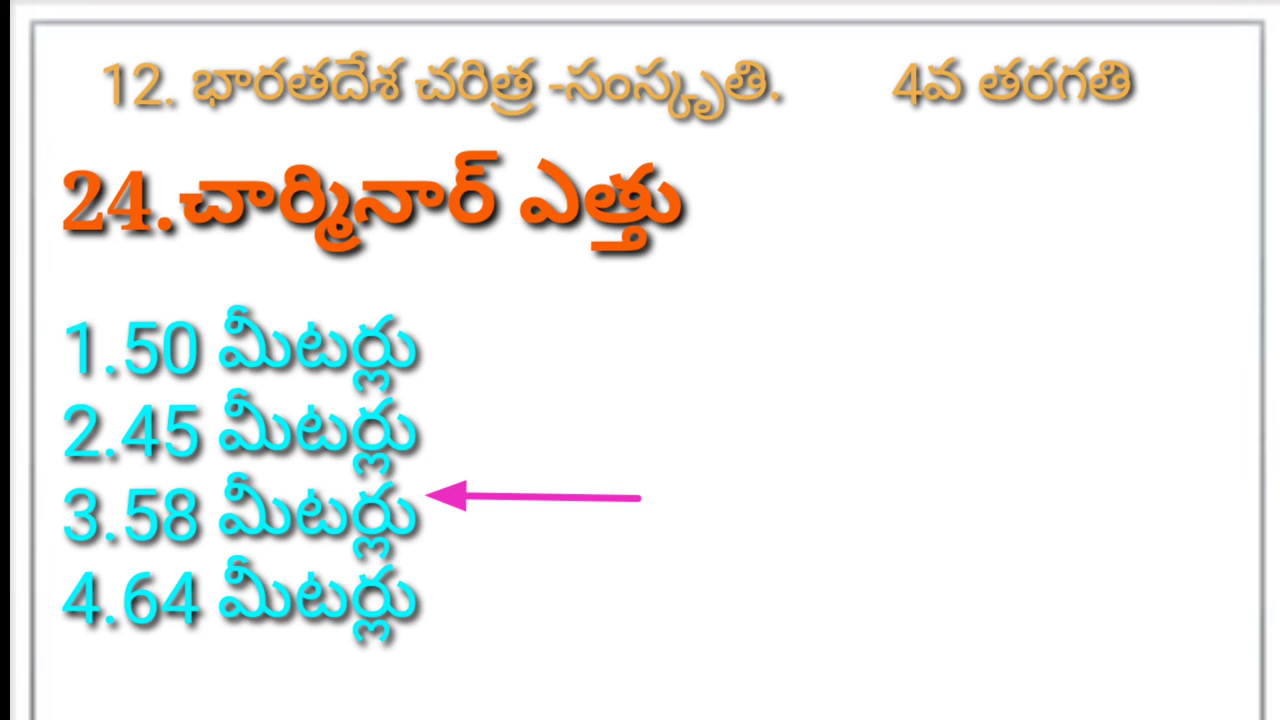 12. భారతదేశ చరిత్ర -సంస్కృతి. 4వ తరగతి
24.చార్మినార్ ఎత్తు
1.50 మీటర్లు
2.45 మీటర్లు
3.58 మీటర్లు
4.64 మీటర్లు